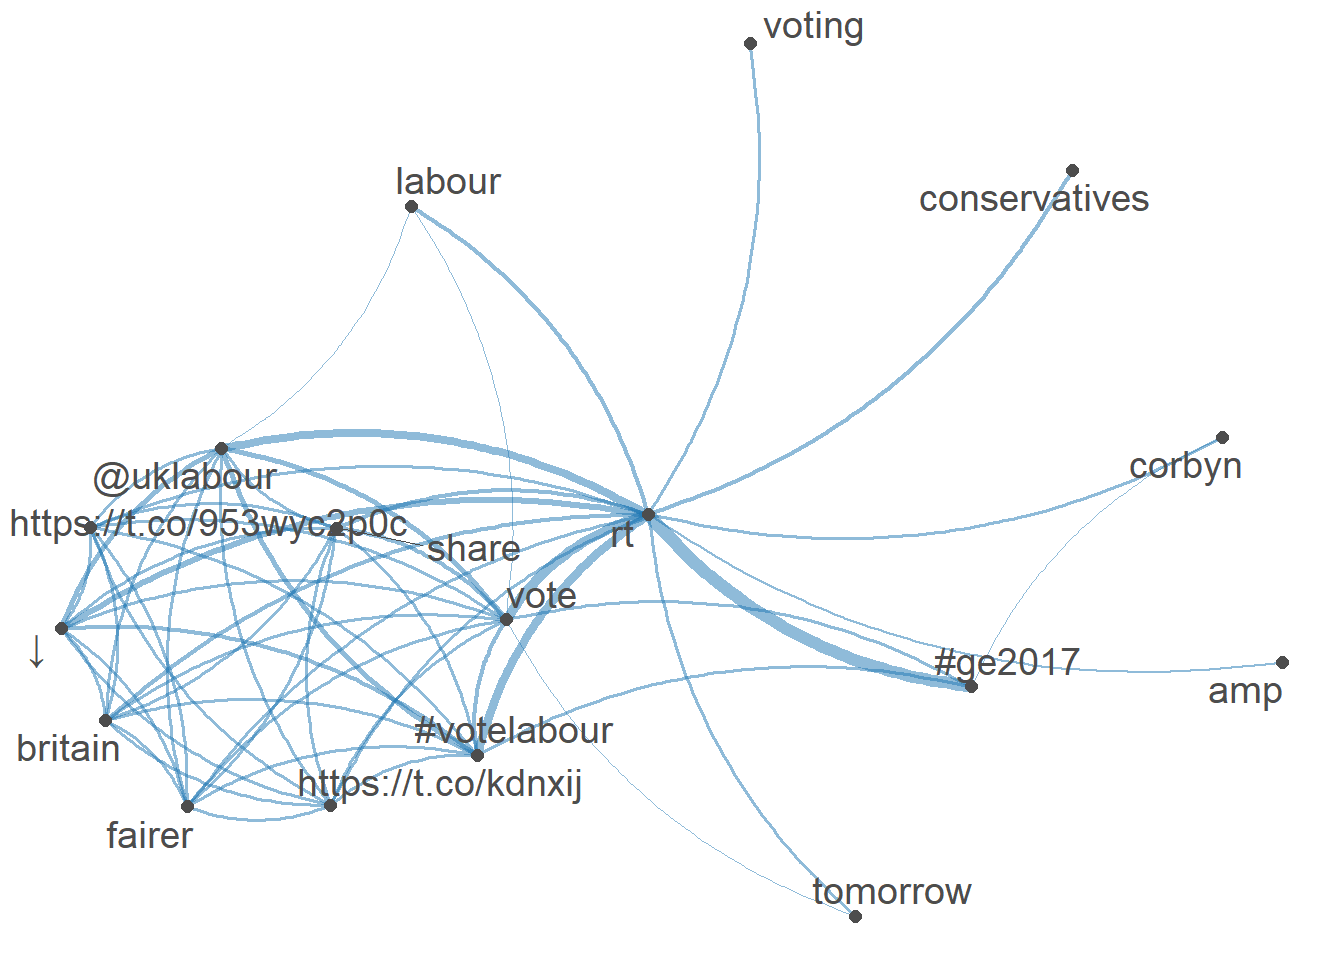 voting
labour
conservatives
corbyn
@uklabour
https://t.co/953wyc2p0c
share
rt
vote
↓
#ge2017
amp
britain
#votelabour
https://t.co/kdnxij
fairer
tomorrow